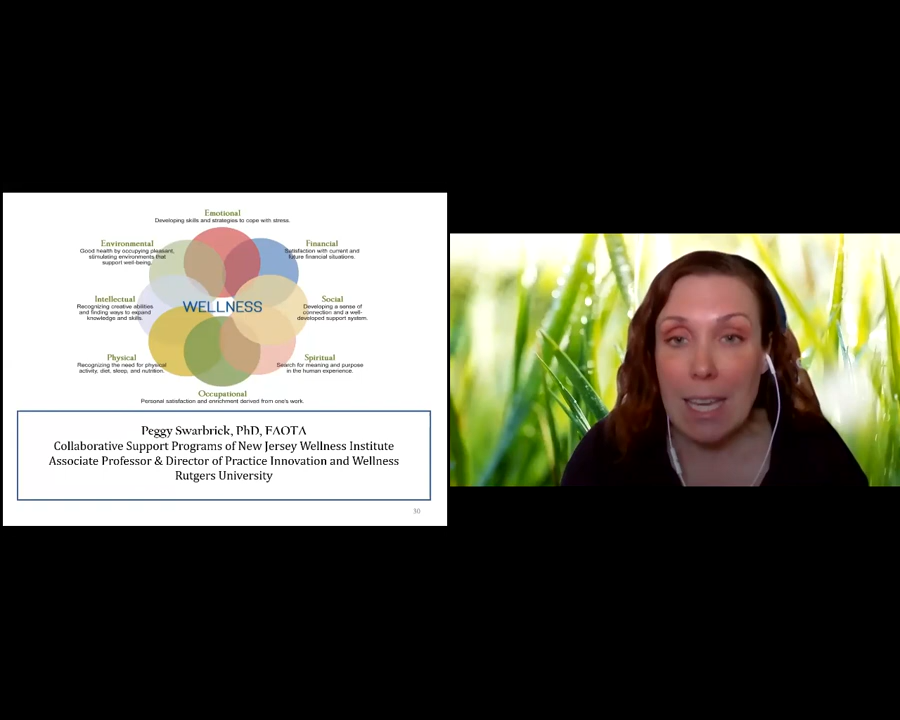 Emotional
Developing skills and strategies to cope with stress.
Environmental
Good health by occupying pleasant,
stimulating environments that
support well-being.
Financial
Satisfaction with current and
future financial situations.
Intellectual
Recognizing creative abilities
and finding ways to expand
knowledge and skills.
WELLNESS
Social
Developing a sense of
connection and a well-
developed support system.
Physical
Recognizing the need for physical
activity, diet, sleep, and nutrition.
Spiritual
Search for meaning and purpose
in the human experience.
Occupational
Personal satisfaction and enrichment derived from one's work.
Peggy Swarbrick, PhD, FAOTA
Collaborative Support Programs of New Jersey Wellness Institute
Associate Professor & Director of Practice Innovation and Wellness
Rutgers University
30